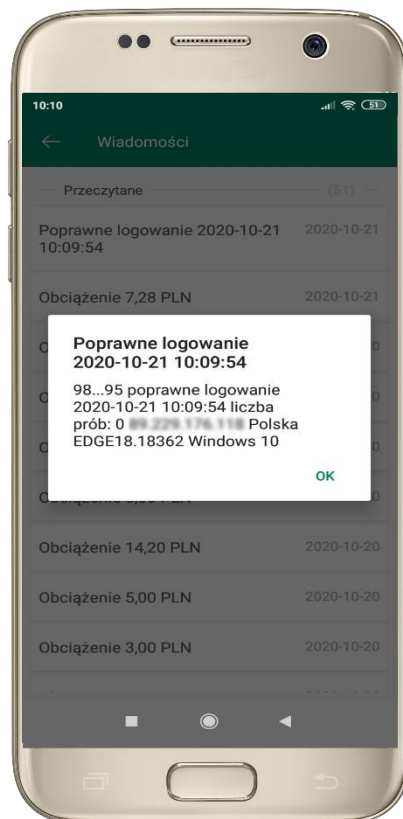 10:10
51
Wiadomości
Przeczytane (51)
Poprawne logowanie 2020-10-21 2020-10-21
10:09:54
Obciążenie 7,28 PLN 2020-10-21
Poprawne logowanie
2020-10-21 10:09:54
98...95 poprawne logowanie
2020-10-21 10:09:54 liczba
prób: 0 Polska
EDGE18.18362 Windows 10
OK
Obciążenie 14,20 PLN 2020-10-20
Obciążenie 5,00 PLN 2020-10-20
Obciążenie 3,00 PLN 2020-10-20